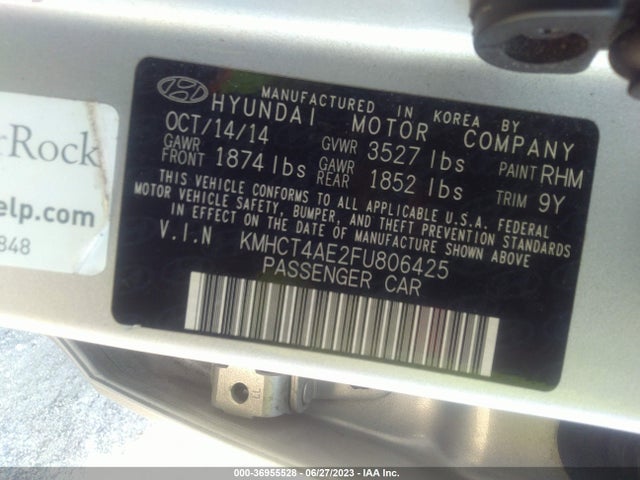 MANUFACTURED IN KOREA BY
HYUNDAI MOTOR COMPANY
OCT/14/14 GVWR 3527 lbs PAINT RHM
GAWR FRONT 1874 lbs GAWR REAR 1852 lbs TRIM 9Y
THIS VEHICLE CONFORMS TO ALL APPLICABLE U.S.A. FEDERAL
MOTOR VEHICLE SAFETY, BUMPER, AND THEFT PREVENTION STANDARDS
IN EFFECT ON THE DATE OF MANUFACTURE SHOWN ABOVE
V.I.N KMHCT4AE2FU806425
PASSENGER CAR
Rock
elp.com
848
000-36955528 - 06/27/2023 - IAA Inc.